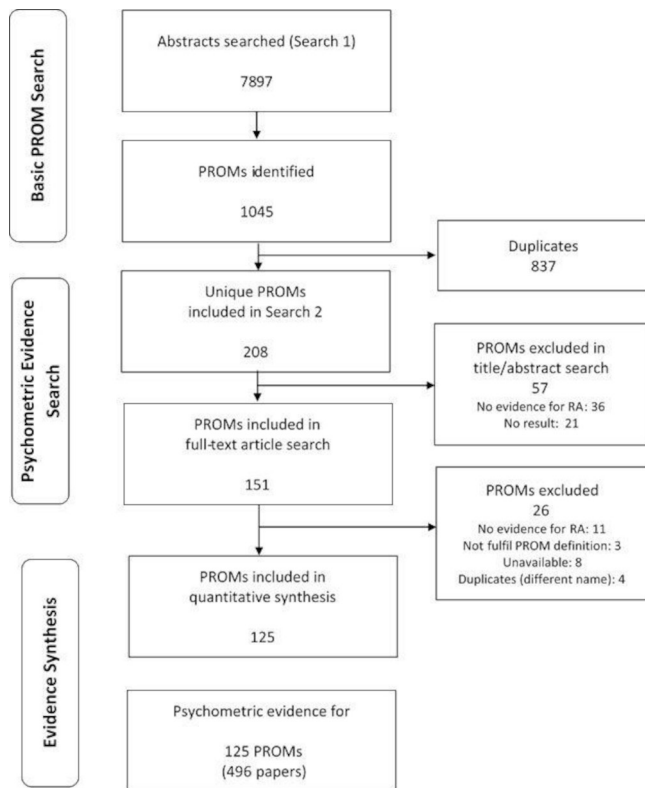 Basic PROM Search
Abstracts searched (Search 1)
7897
PROMs identified
1045
Duplicates
837
Psychometric Evidence
Search
Unique PROMs
included in Search 2
208
PROMs excluded in
title/abstract search
57
No evidence for RA: 36
No result: 21
PROMs included in
full-text article search
151
PROMs excluded
26
No evidence for RA: 11
Not fulfil PROM definition: 3
Unavailable: 8
Duplicates (different name): 4
Evidence Synthesis
PROMs included in
quantitative synthesis
125
Psychometric evidence for
125 PROMs
(496 papers)